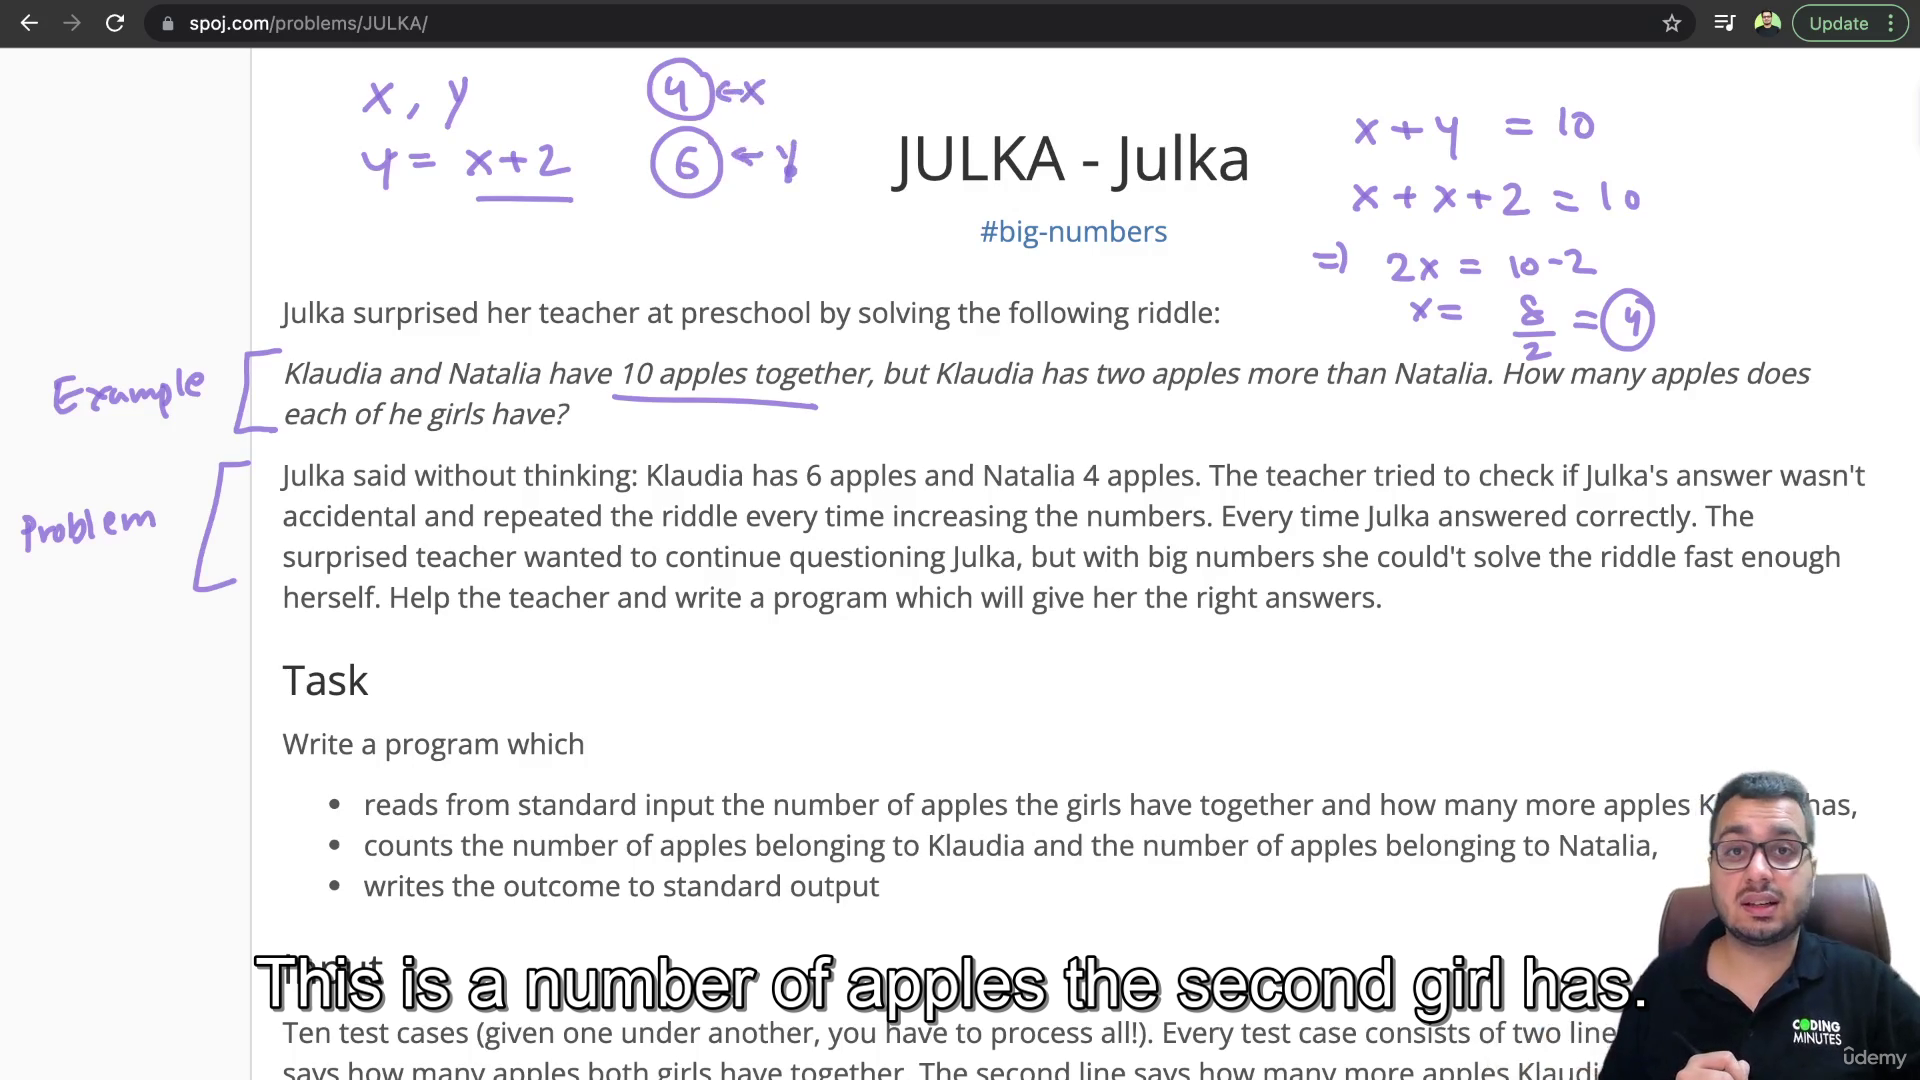 spoj.com/problems/JULKA/
Update
x, y
y = x+2
4 ← x
6 ← y
JULKA - Julka
#big-numbers
x + y = 10
x + x + 2 = 10
=) 2x = 10-2
x = 8/2 = 4
Julka surprised her teacher at preschool by solving the following riddle:
Example
Klaudia and Natalia have 10 apples together, but Klaudia has two apples more than Natalia. How many apples does
each of he girls have?
Problem
Julka said without thinking: Klaudia has 6 apples and Natalia 4 apples. The teacher tried to check if Julka's answer wasn't
accidental and repeated the riddle every time increasing the numbers. Every time Julka answered correctly. The
surprised teacher wanted to continue questioning Julka, but with big numbers she could't solve the riddle fast enough
herself. Help the teacher and write a program which will give her the right answers.
Task
Write a program which
• reads from standard input the number of apples the girls have together and how many more apples has,
• counts the number of apples belonging to Klaudia and the number of apples belonging to Natalia,
• writes the outcome to standard output
This is a number of apples the second girl has.
Ten test cases (given one under another, you have to process all!). Every test case consists of two line
says how many apples both girls have together. The second line says how many more apples Klaudi
CODING
MINUTES
ûdemy